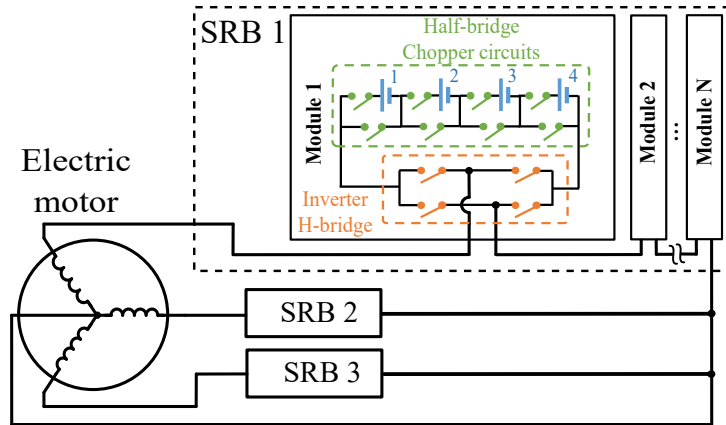 SRB 1
Half-bridge
Chopper circuits
1 2 3 4
Module 1
Inverter
H-bridge
Module 2
...
Module N
Electric
motor
SRB 2
SRB 3